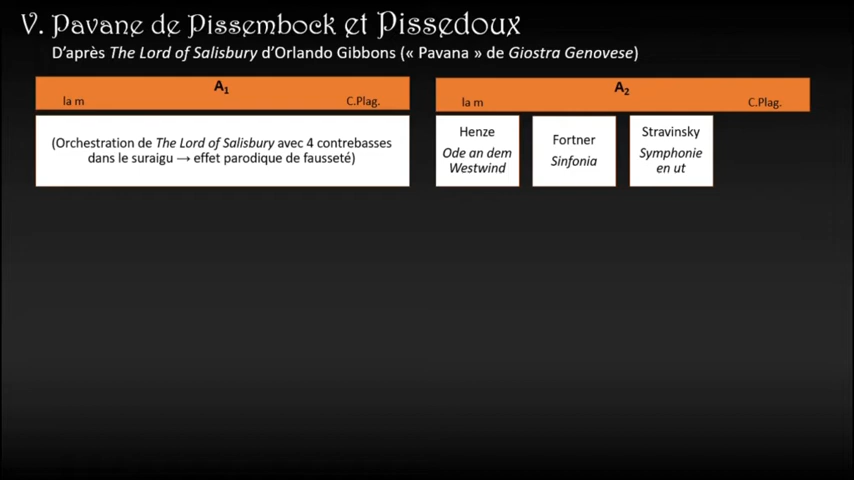 V. Pavane de Pissembock et Pissedoux
D'après The Lord of Salisbury d'Orlando Gibbons (« Pavana » de Giostra Genovese)
A₁
la m C.Plag.
(Orchestration de The Lord of Salisbury avec 4 contrebasses
dans le suraigu → effet parodique de fausseté)
A₂
la m C.Plag.
Henze
Ode an dem
Westwind
Fortner
Sinfonia
Stravinsky
Symphonie
en ut